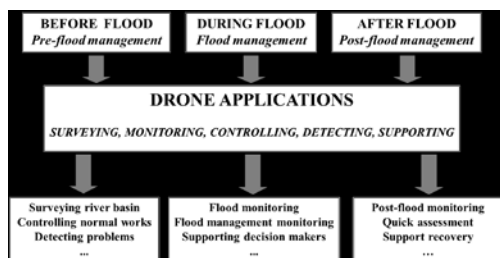 BEFORE FLOOD
Pre-flood management
DURING FLOOD
Flood management
AFTER FLOOD
Post-flood management
DRONE APPLICATIONS
SURVEYING, MONITORING, CONTROLLING, DETECTING, SUPPORTING
Surveying river basin
Controlling normal works
Detecting problems
...
Flood monitoring
Flood management monitoring
Supporting decision makers
...
Post-flood monitoring
Quick assessment
Support recovery
...